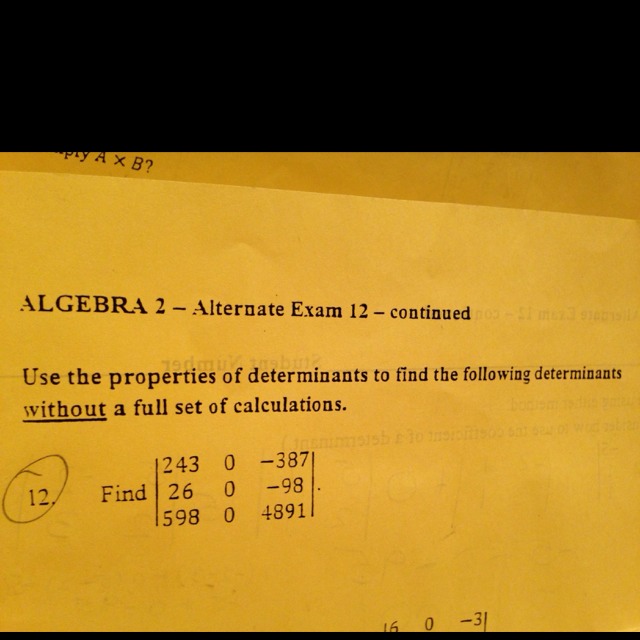 A × B?
ALGEBRA 2 – Alternate Exam 12 – continued
Use the properties of determinants to find the following determinants
without a full set of calculations.
|243 0 −387|
12. Find | 26 0 −98|.
|598 0 4891|
16 0 −3|